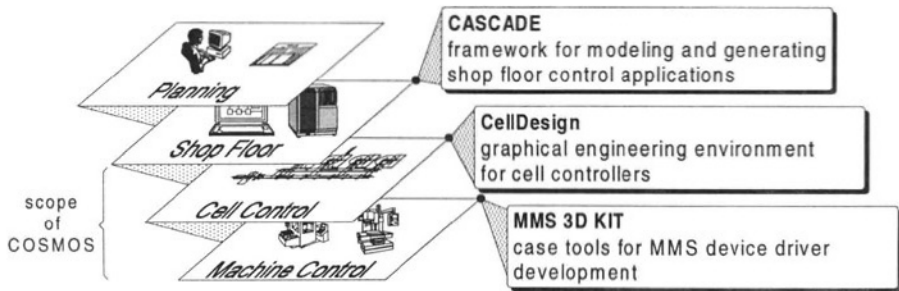 CASCADE
framework for modeling and generating
shop floor control applications
Planning
CellDesign
graphical engineering environment
for cell controllers
Shop Floor
scope
of
COSMOS
Cell Control
MMS 3D KIT
case tools for MMS device driver
development
Machine Control